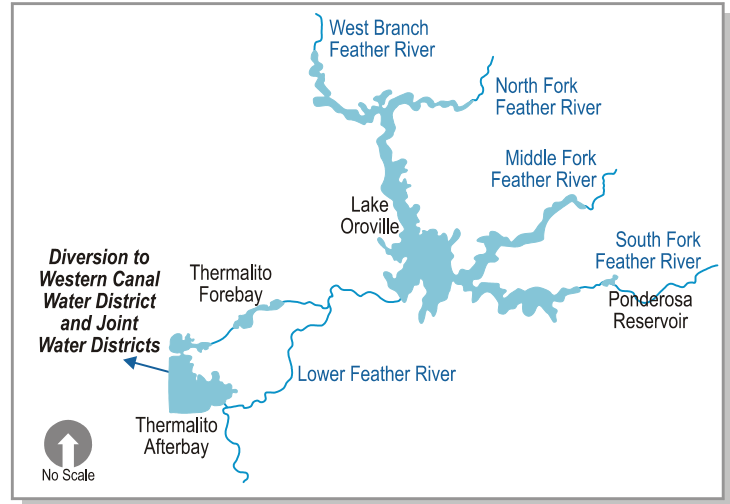 West Branch
Feather River
North Fork
Feather River
Middle Fork
Feather River
Lake
Oroville
South Fork
Feather River
Diversion to
Western Canal
Water District
and Joint
Water Districts
Thermalito
Forebay
Ponderosa
Reservoir
Lower Feather River
Thermalito
Afterbay
No Scale